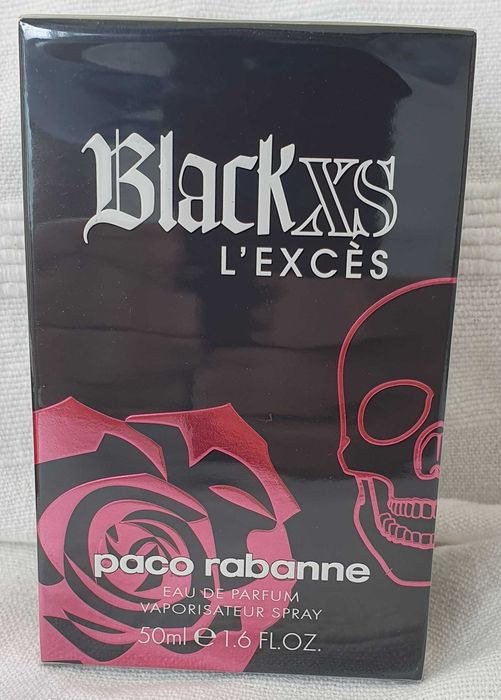 Black XS
L'EXCÈS
paco rabanne
EAU DE PARFUM
VAPORISATEUR SPRAY
50ml ℮ 1.6 FL.OZ.